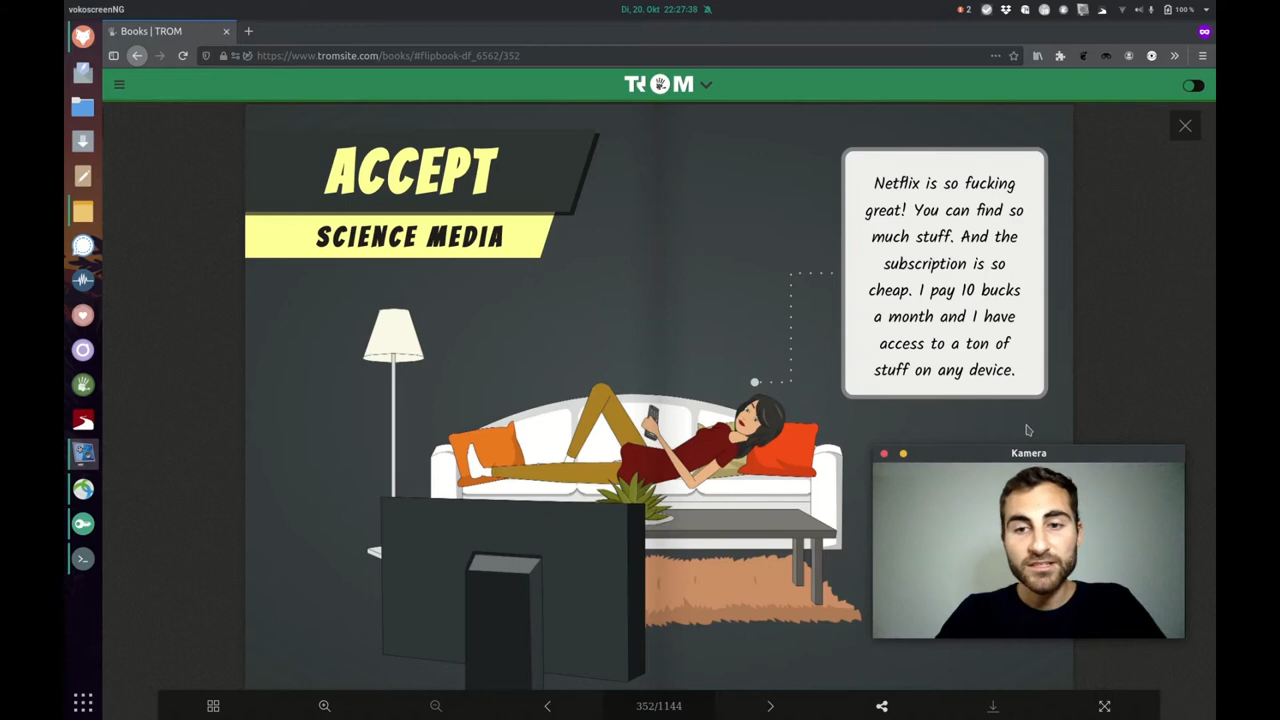 vokoscreenNG
Di, 20. Okt 22:27:38
2
100 %
Books | TROM
https://www.tromsite.com/books/#flipbook-df_6562/352
TROM
ACCEPT
SCIENCE MEDIA
Netflix is so fucking
great! You can find so
much stuff. And the
subscription is so
cheap. I pay 10 bucks
a month and I have
access to a ton of
stuff on any device.
Kamera
352/1144